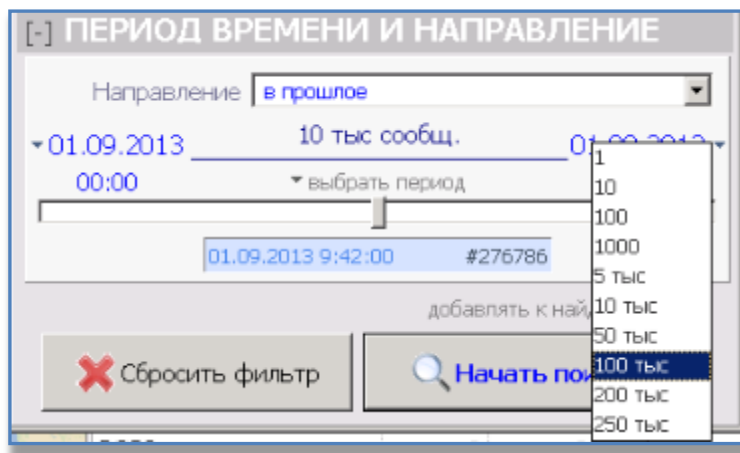 [-] ПЕРИОД ВРЕМЕНИ И НАПРАВЛЕНИЕ
Направление в прошлое
01.09.2013 10 тыс сообщ.
00:00 выбрать период
01.09.2013 9:42:00 #276786
добавлять к
Сбросить фильтр
Начать
1
10
100
1000
5 тыс
10 тыс
50 тыс
100 тыс
200 тыс
250 тыс